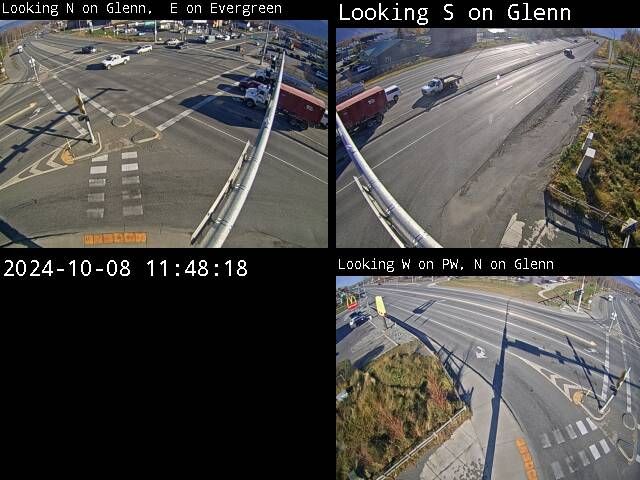 Looking N on Glenn,  E on Evergreen
Looking S on Glenn
2024-10-08 11:48:18
Looking W on PW, N on Glenn